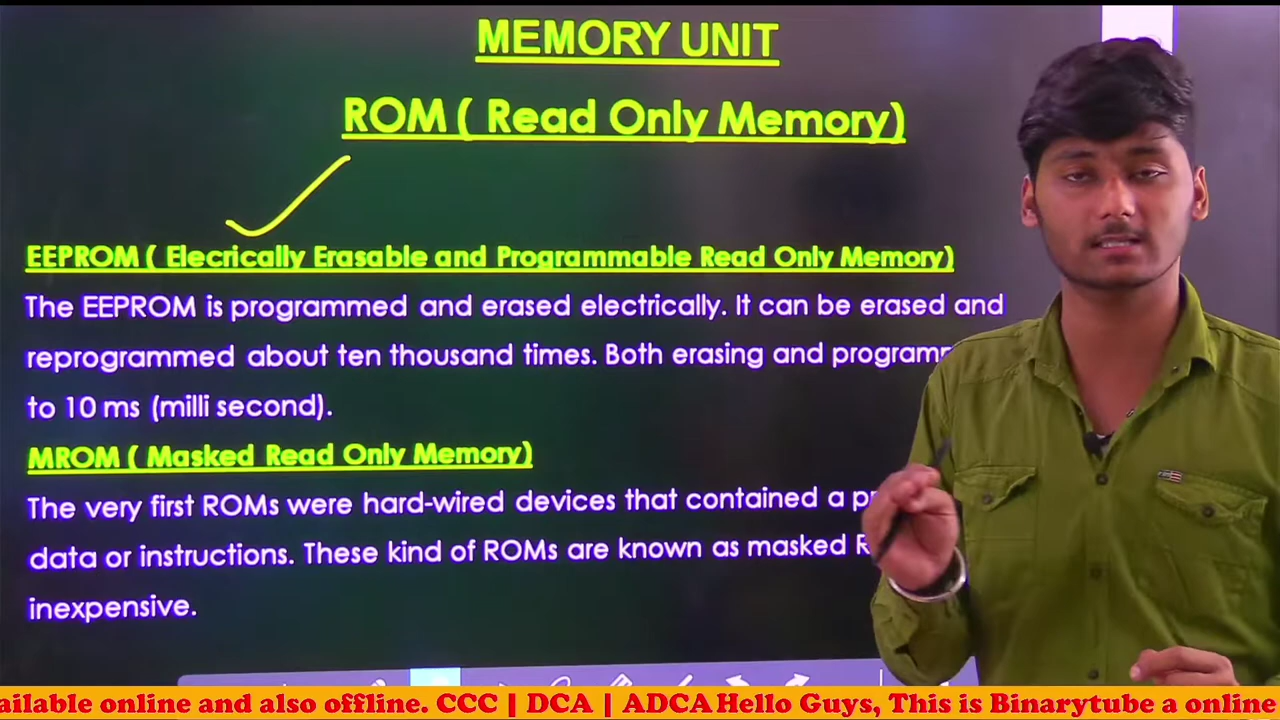 MEMORY UNIT
ROM ( Read Only Memory)
EEPROM ( Elecrically Erasable and Programmable Read Only Memory)
The EEPROM is programmed and erased electrically. It can be erased and
reprogrammed about ten thousand times. Both erasing and
to 10 ms (milli second).
MROM ( Masked Read Only Memory)
The very first ROMs were hard-wired devices that contained a
data or instructions. These kind of ROMs are known as masked
inexpensive.
online and also offline. CCC | DCA | ADCA Hello Guys, This is Binarytube a online